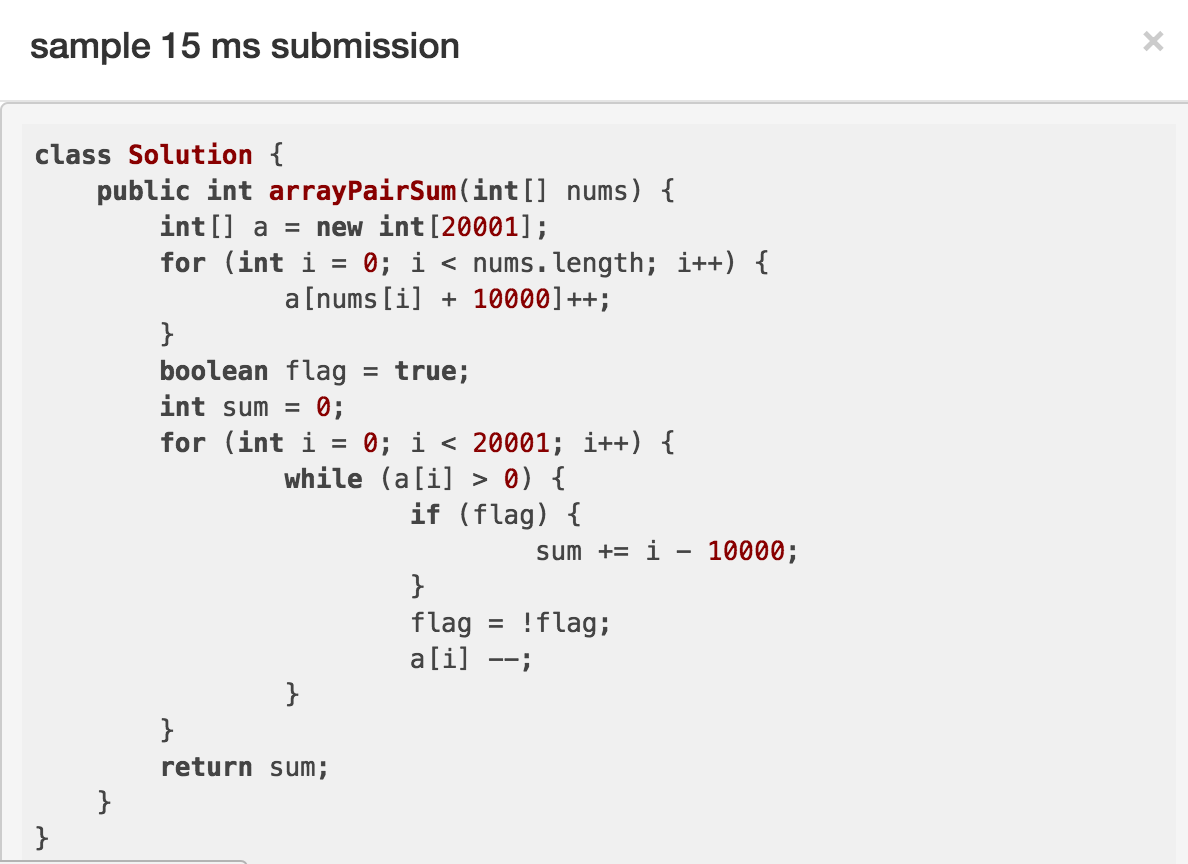 sample 15 ms submission
×
class Solution {
    public int arrayPairSum(int[] nums) {
        int[] a = new int[20001];
        for (int i = 0; i < nums.length; i++) {
                a[nums[i] + 10000]++;
        }
        boolean flag = true;
        int sum = 0;
        for (int i = 0; i < 20001; i++) {
                while (a[i] > 0) {
                        if (flag) {
                                sum += i - 10000;
                        }
                        flag = !flag;
                        a[i] --;
                }
        }
        return sum;
    }
}